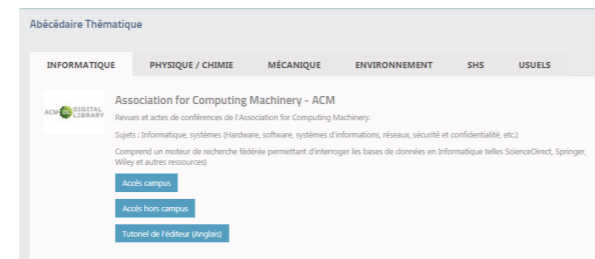 Abécédaire Thématique
INFORMATIQUE PHYSIQUE / CHIMIE MÉCANIQUE ENVIRONNEMENT SHS USUELS
ACM DL DIGITAL LIBRARY
Association for Computing Machinery - ACM
Revues et actes de conférences de l'Association for Computing Machinery.
Sujets : Informatique, systèmes (Hardware, software, systèmes d'informations, réseaux, sécurité et confidentialité, etc.)
Comprend un moteur de recherche fédérée permettant d'interroger les bases de données en Informatique telles ScienceDirect, Springer,
Wiley et autres ressources)
Accés campus
Accés hors campus
Tutoriel de l'éditeur (Anglais)